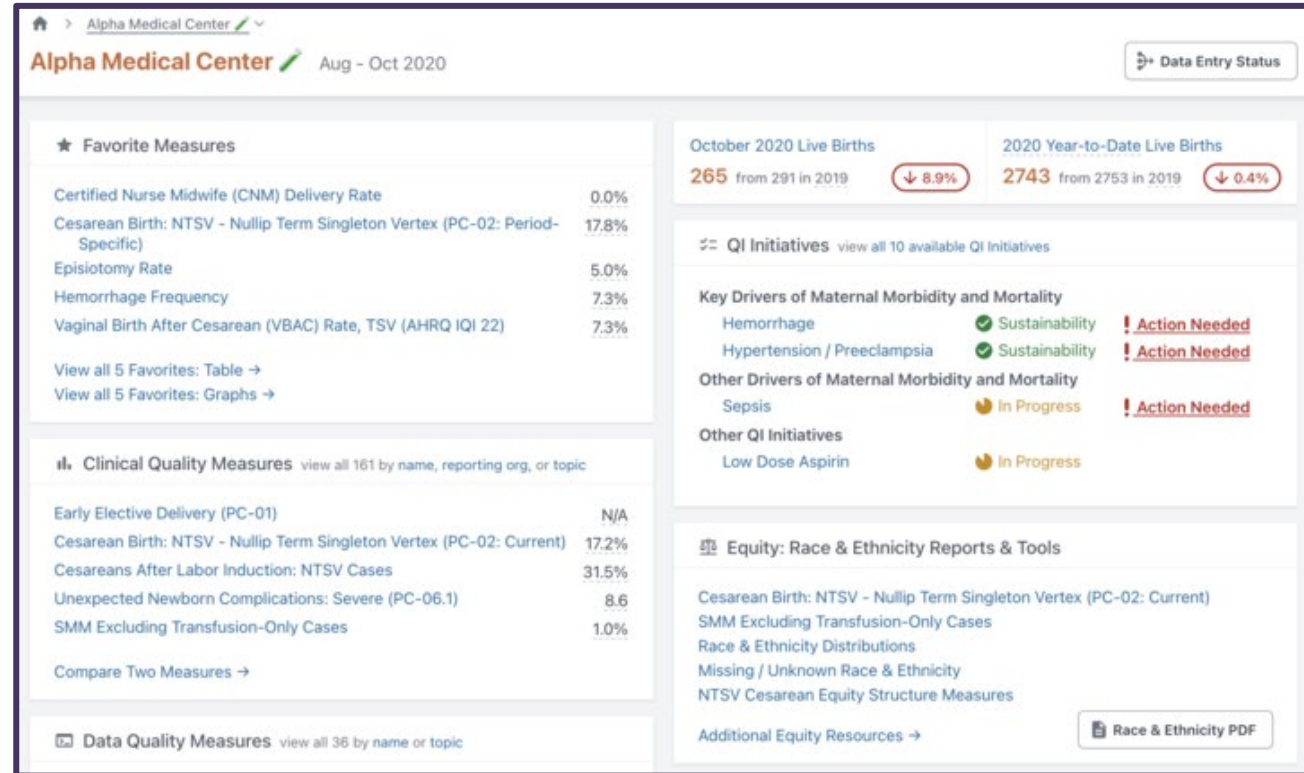 > Alpha Medical Center
Alpha Medical Center Aug - Oct 2020
Data Entry Status
Favorite Measures
Certified Nurse Midwife (CNM) Delivery Rate 0.0%
Cesarean Birth: NTSV - Nullip Term Singleton Vertex (PC-02: Period- 17.8%
Specific)
Episiotomy Rate 5.0%
Hemorrhage Frequency 7.3%
Vaginal Birth After Cesarean (VBAC) Rate, TSV (AHRQ IQI 22) 7.3%
View all 5 Favorites: Table →
View all 5 Favorites: Graphs →
Clinical Quality Measures view all 161 by name, reporting org, or topic
Early Elective Delivery (PC-01) N/A
Cesarean Birth: NTSV - Nullip Term Singleton Vertex (PC-02: Current) 17.2%
Cesareans After Labor Induction: NTSV Cases 31.5%
Unexpected Newborn Complications: Severe (PC-06.1) 8.6
SMM Excluding Transfusion-Only Cases 1.0%
Compare Two Measures →
Data Quality Measures view all 36 by name or topic
October 2020 Live Births
265 from 291 in 2019 ↓ 8.9%
2020 Year-to-Date Live Births
2743 from 2753 in 2019 ↓ 0.4%
QI Initiatives view all 10 available QI Initiatives
Key Drivers of Maternal Morbidity and Mortality
Hemorrhage Sustainability ! Action Needed
Hypertension / Preeclampsia Sustainability ! Action Needed
Other Drivers of Maternal Morbidity and Mortality
Sepsis In Progress ! Action Needed
Other QI Initiatives
Low Dose Aspirin In Progress
Equity: Race & Ethnicity Reports & Tools
Cesarean Birth: NTSV - Nullip Term Singleton Vertex (PC-02: Current)
SMM Excluding Transfusion-Only Cases
Race & Ethnicity Distributions
Missing / Unknown Race & Ethnicity
NTSV Cesarean Equity Structure Measures
Additional Equity Resources →
Race & Ethnicity PDF